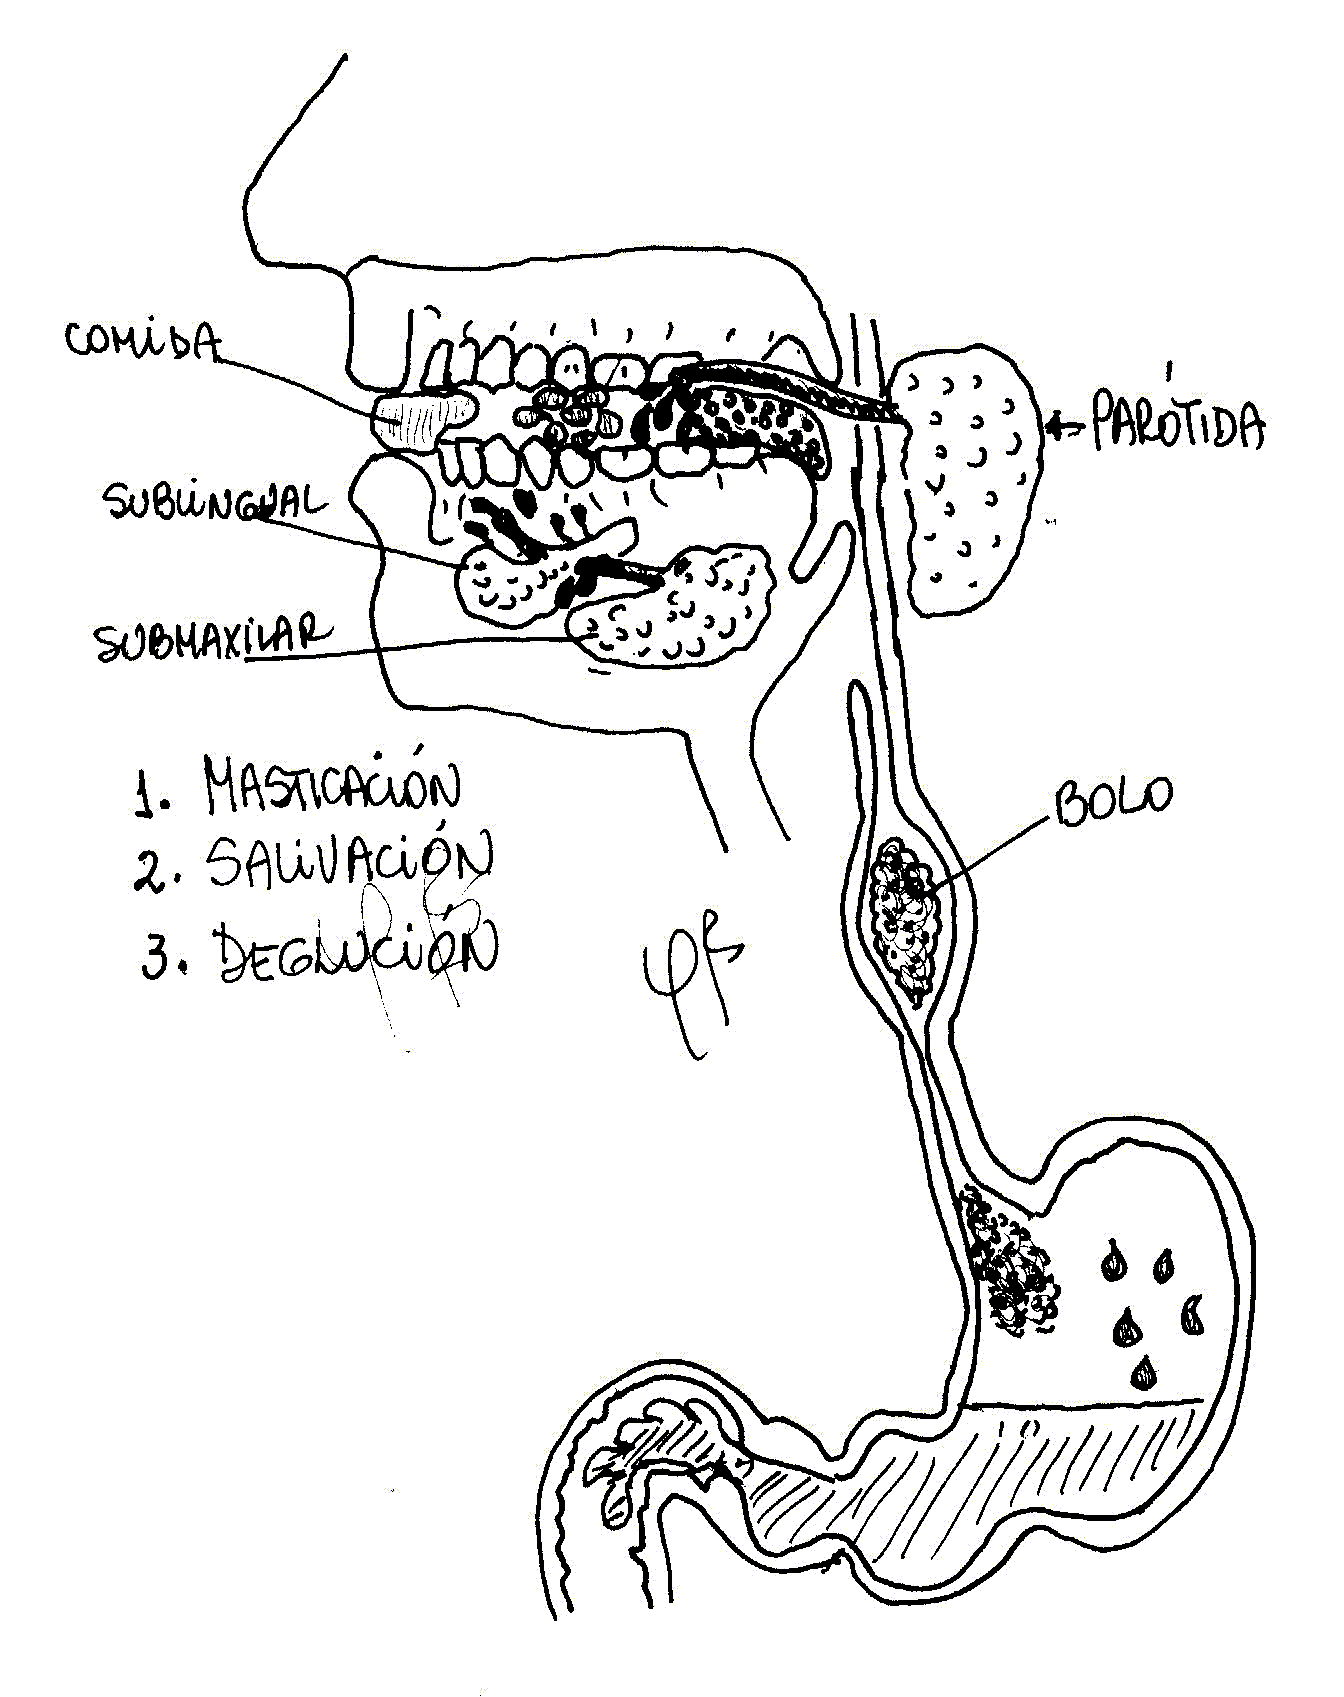 COMIDA
PARÓTIDA
SUBLINGUAL
SUBMAXILAR
1. MASTICACIÓN
2. SALIVACIÓN
3. DEGLUCIÓN
BOLO